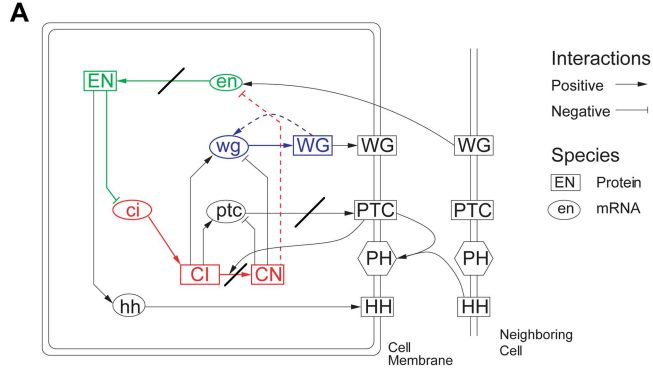 A
EN
en
Interactions
Positive
Negative
wg
WG
WG
WG
Species
EN Protein
en mRNA
ci
ptc
PTC
PTC
CI
CN
PH
PH
hh
HH
HH
Cell
Membrane
Neighboring
Cell